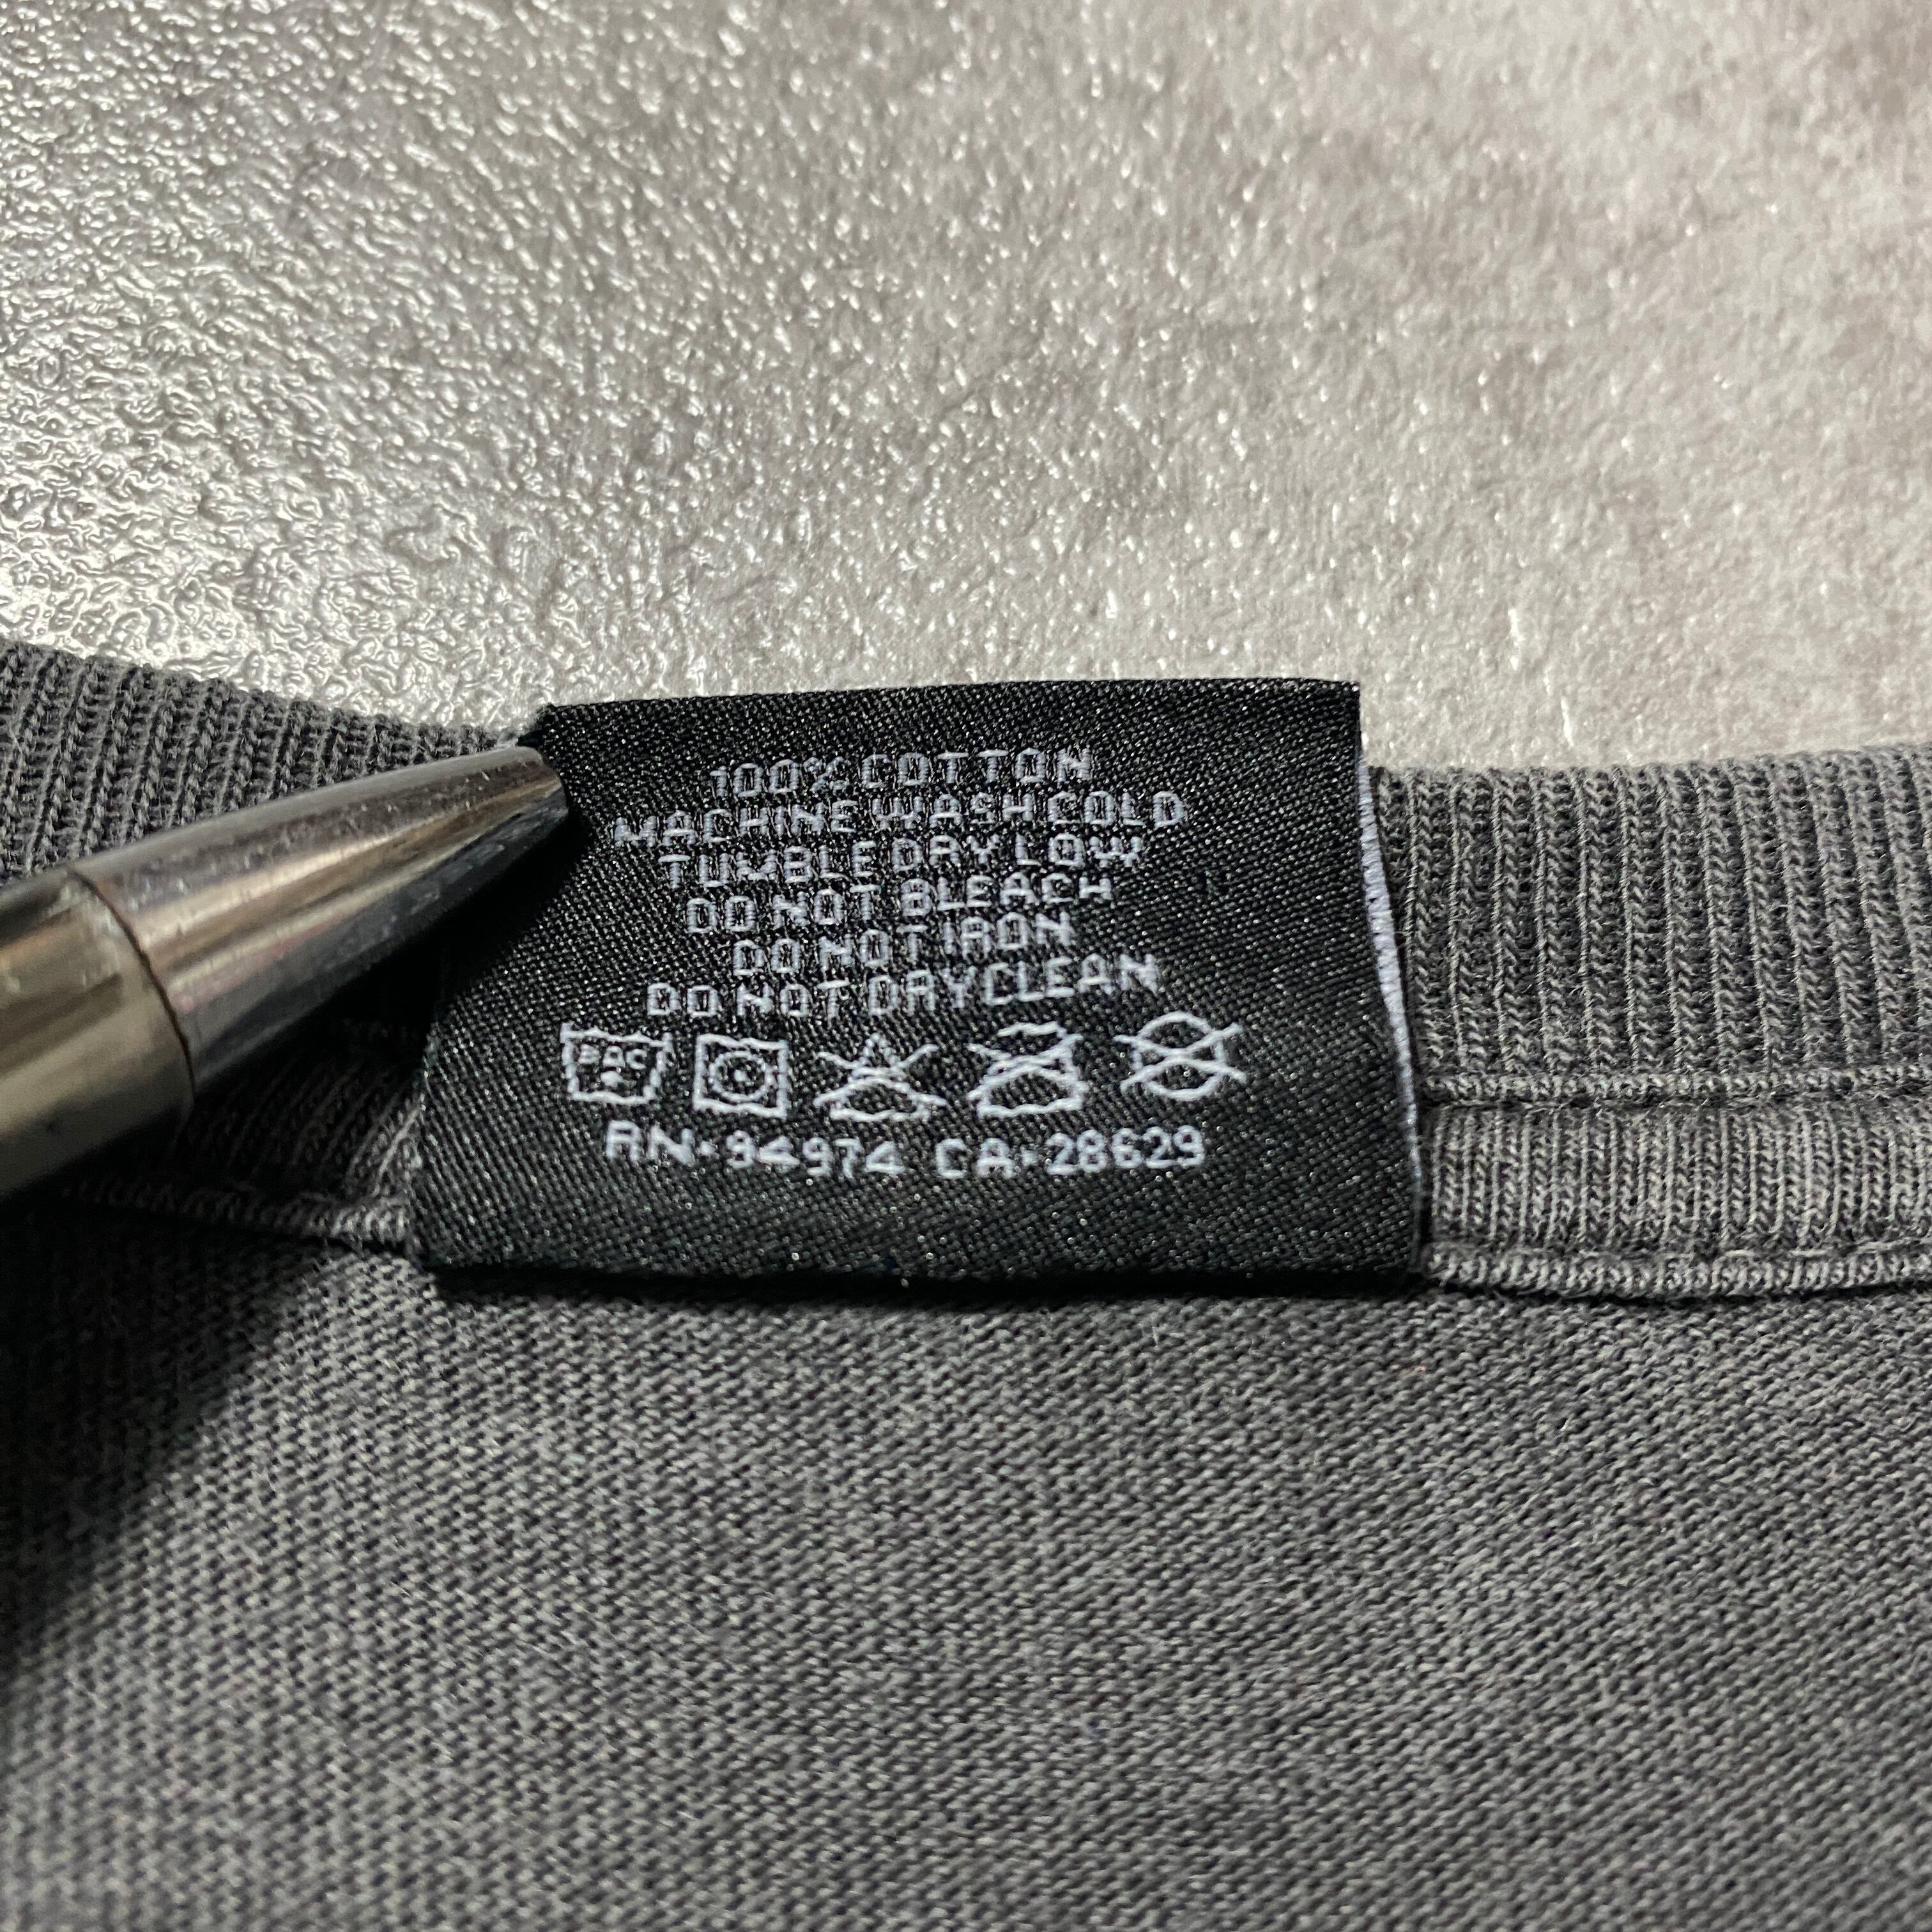 100% COTTON
MACHINE WASH COLD
TUMBLE DRY LOW
DO NOT BLEACH
DO NOT IRON
DO NOT DRYCLEAN
RN-94974 CA-28629